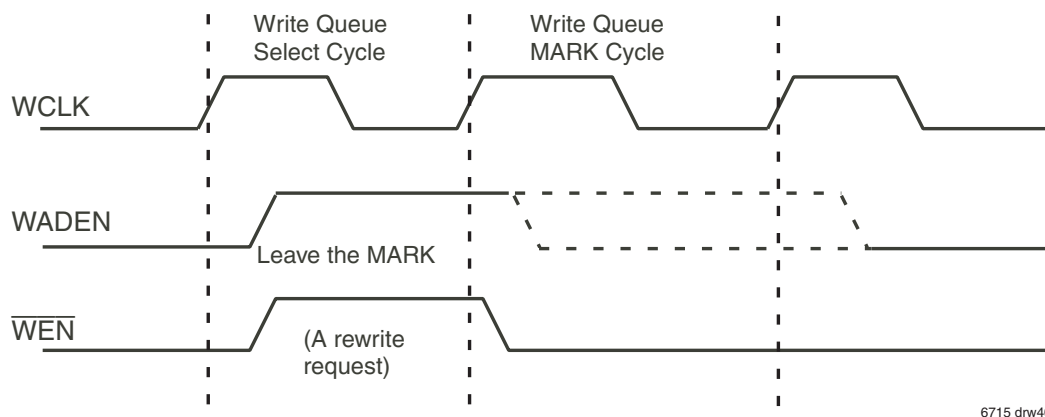 Write Queue
Select Cycle
Write Queue
MARK Cycle
WCLK
WADEN
Leave the MARK
WEN
(A rewrite
request)